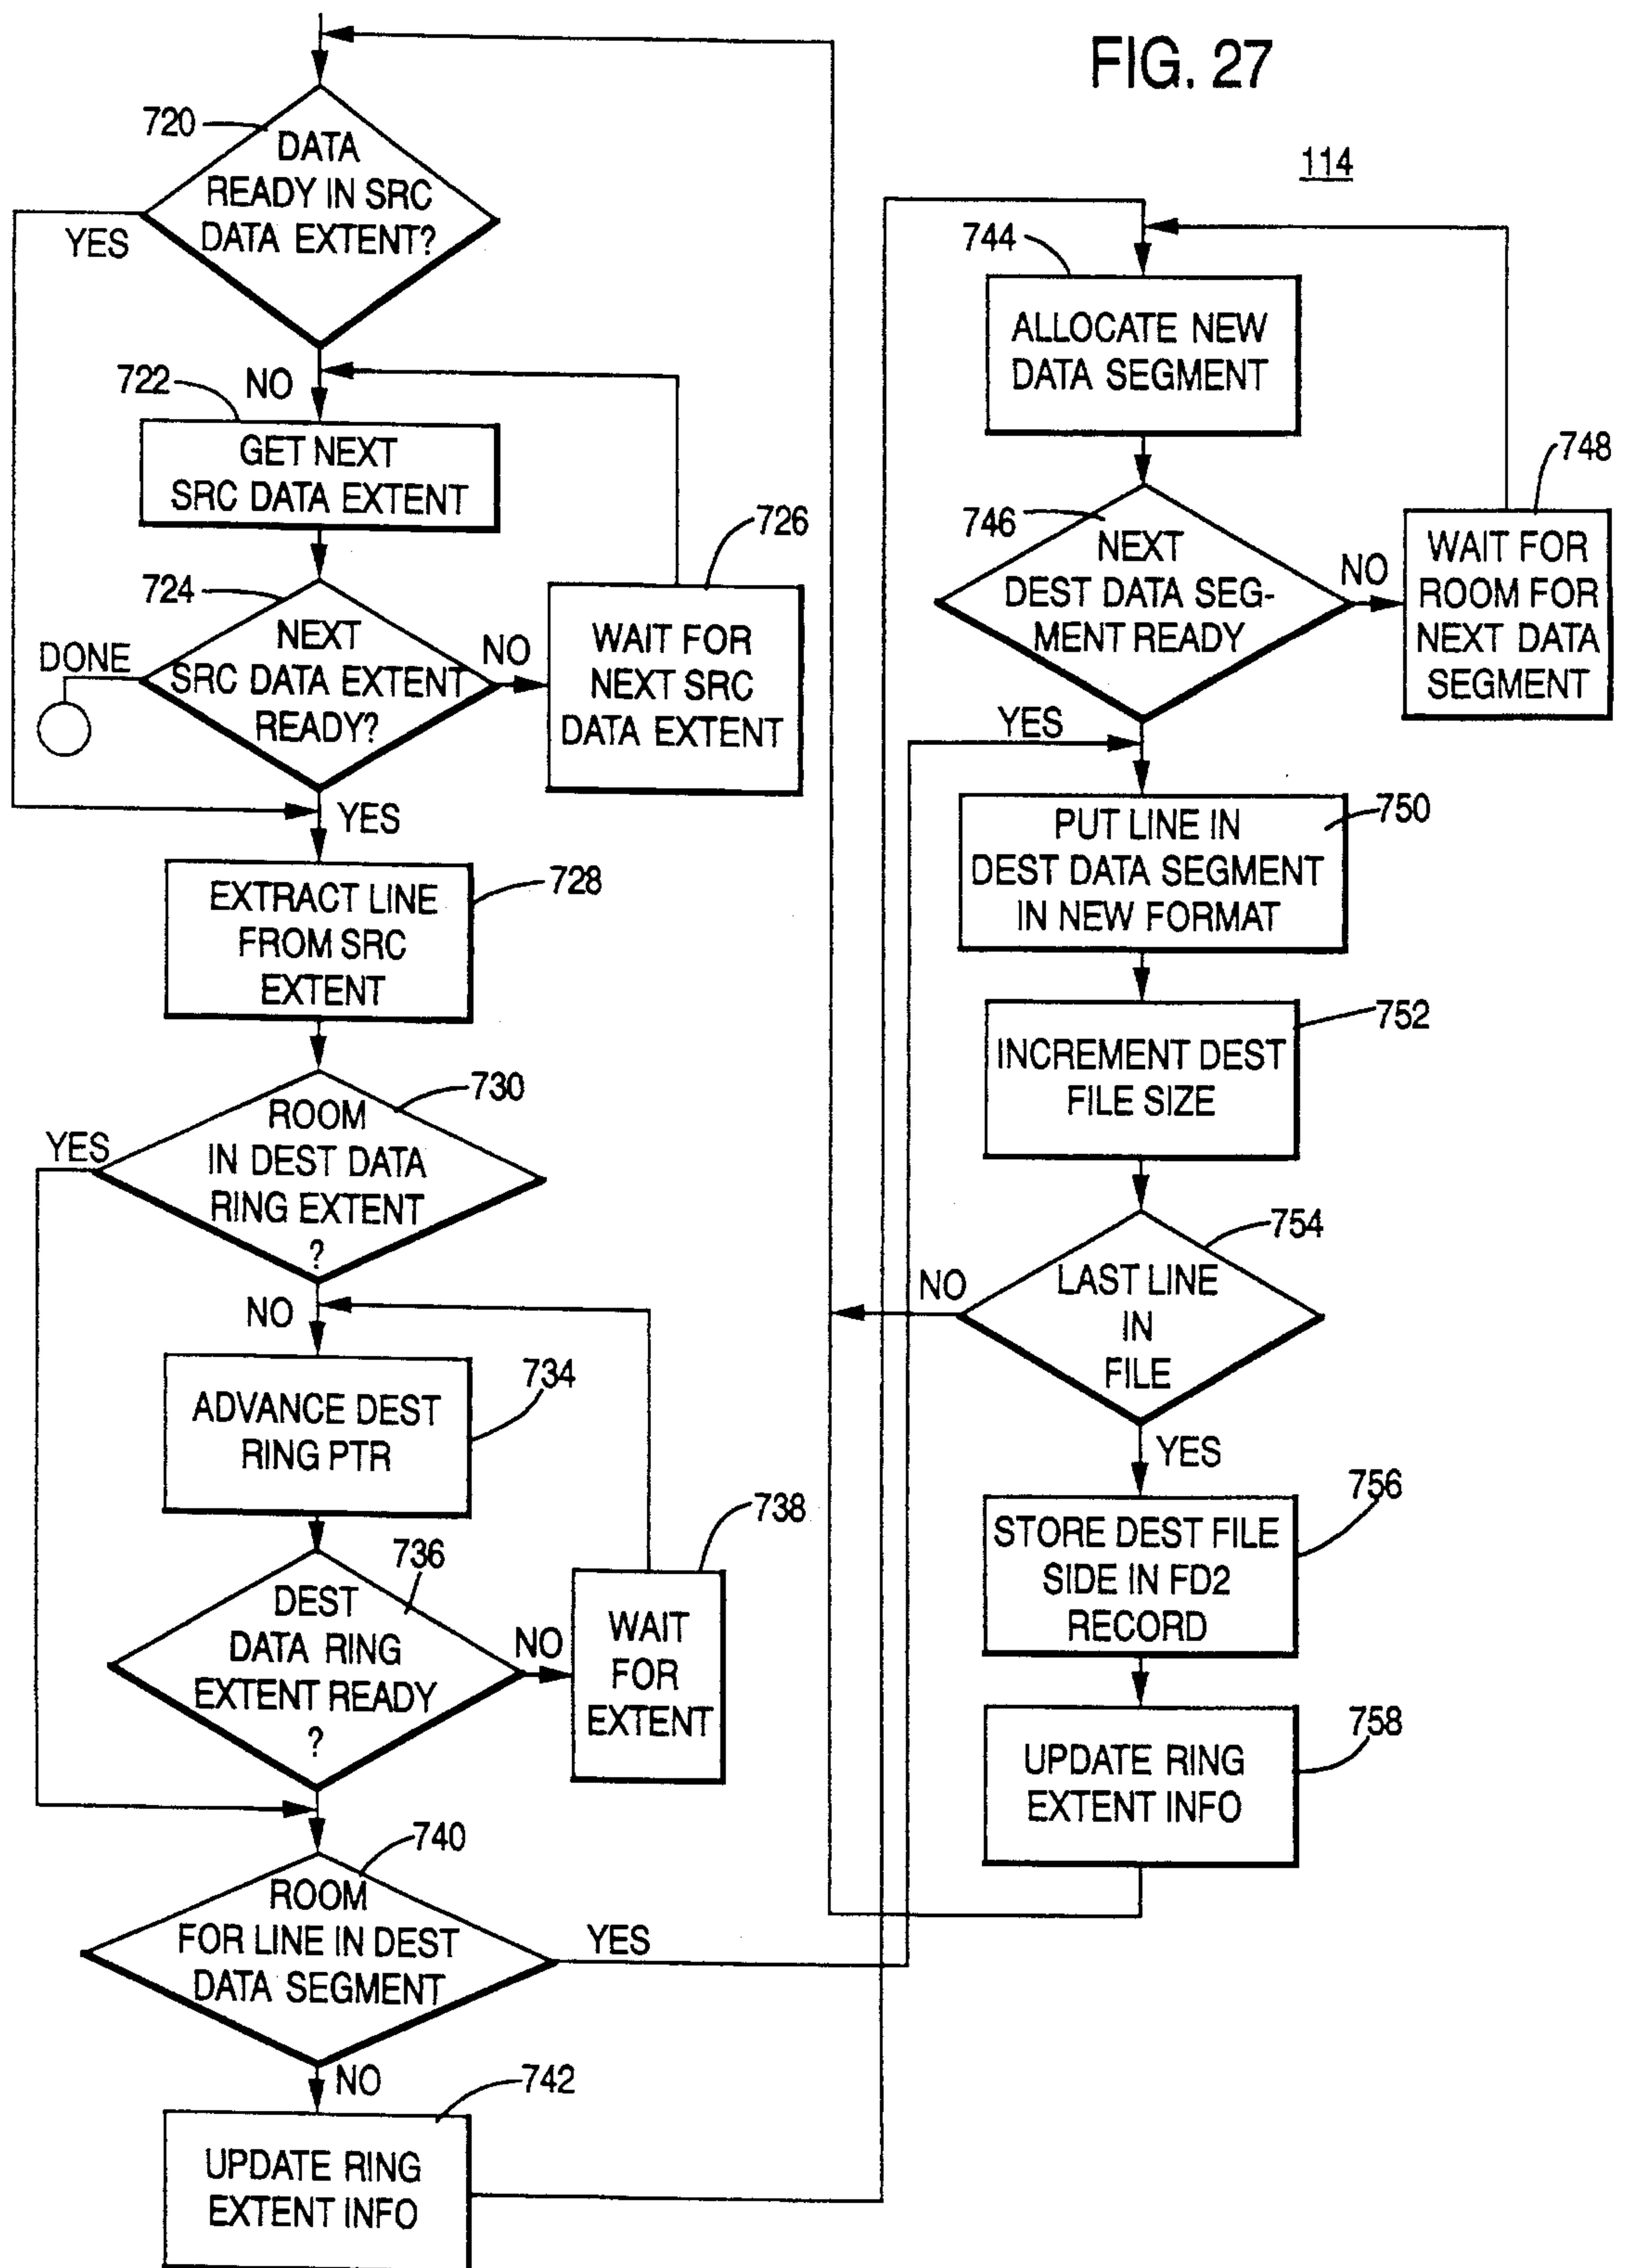 FIG. 27
114
720
DATA
READY IN SRC
DATA EXTENT?
YES
NO
722
GET NEXT
SRC DATA EXTENT
724
NEXT
SRC DATA EXTENT
READY?
DONE
NO
726
WAIT FOR
NEXT SRC
DATA EXTENT
YES
728
EXTRACT LINE
FROM SRC
EXTENT
730
ROOM
IN DEST DATA
RING EXTENT
?
YES
NO
734
ADVANCE DEST
RING PTR
736
DEST
DATA RING
EXTENT READY
?
NO
738
WAIT
FOR
EXTENT
740
ROOM
FOR LINE IN DEST
DATA SEGMENT
YES
NO
742
UPDATE RING
EXTENT INFO
744
ALLOCATE NEW
DATA SEGMENT
746
NEXT
DEST DATA SEG-
MENT READY
NO
748
WAIT FOR
ROOM FOR
NEXT DATA
SEGMENT
YES
750
PUT LINE IN
DEST DATA SEGMENT
IN NEW FORMAT
752
INCREMENT DEST
FILE SIZE
754
LAST LINE
IN
FILE
NO
YES
756
STORE DEST FILE
SIDE IN FD2
RECORD
758
UPDATE RING
EXTENT INFO